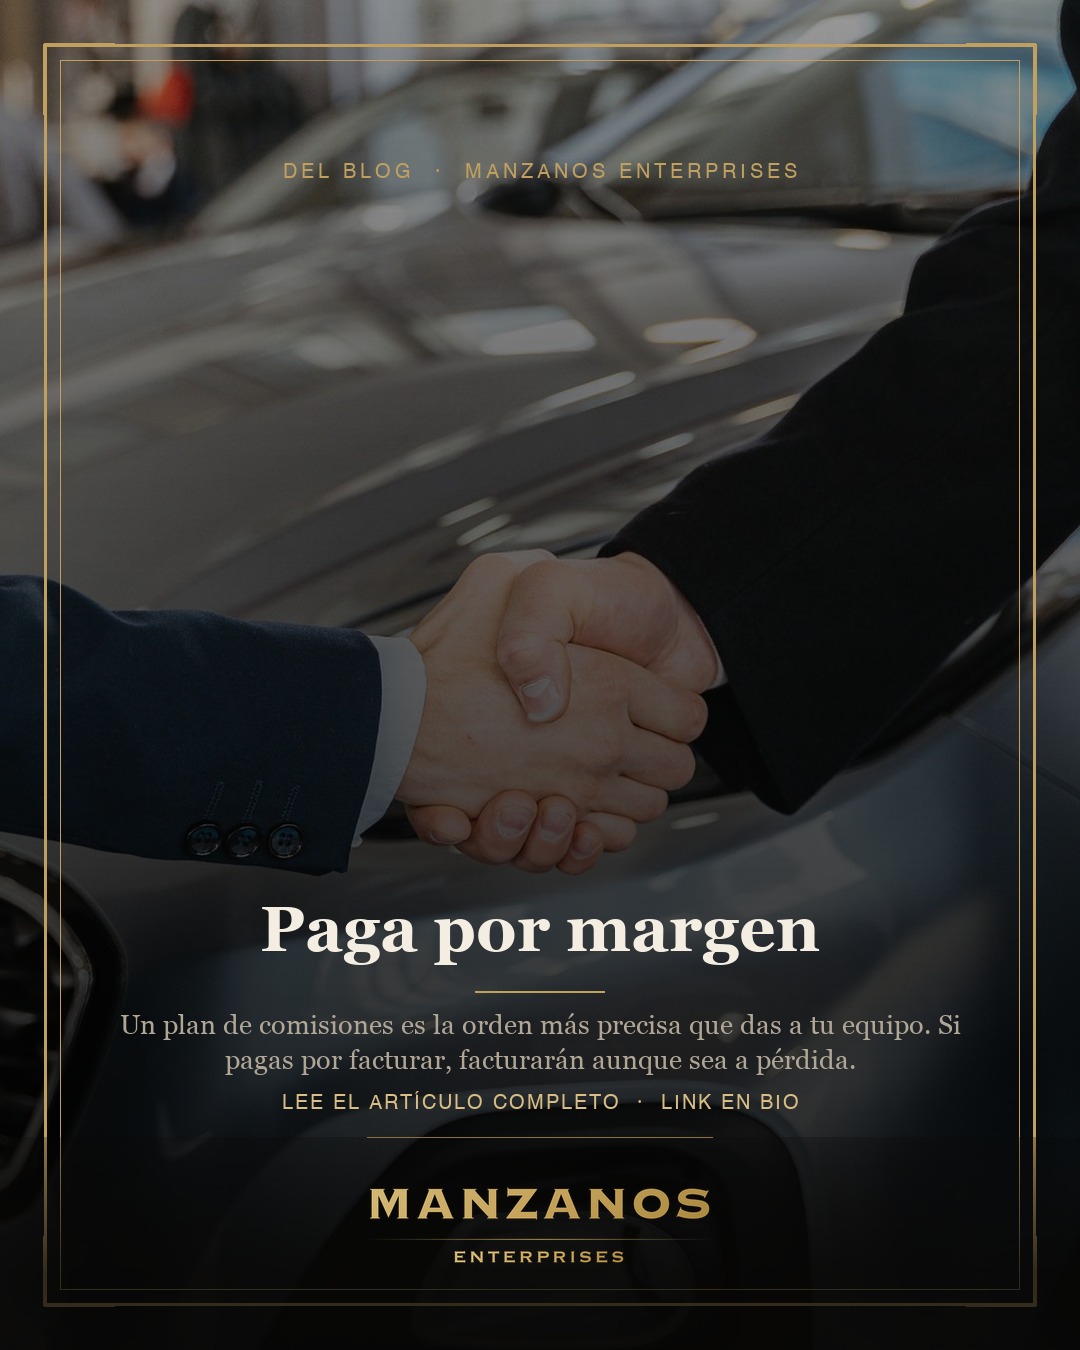 DEL BLOG · MANZANOS ENTERPRISES
Paga por margen
Un plan de comisiones es la orden más precisa que das a tu equipo. Si
pagas por facturar, facturarán aunque sea a pérdida.
LEE EL ARTÍCULO COMPLETO · LINK EN BIO
MANZANOS
ENTERPRISES